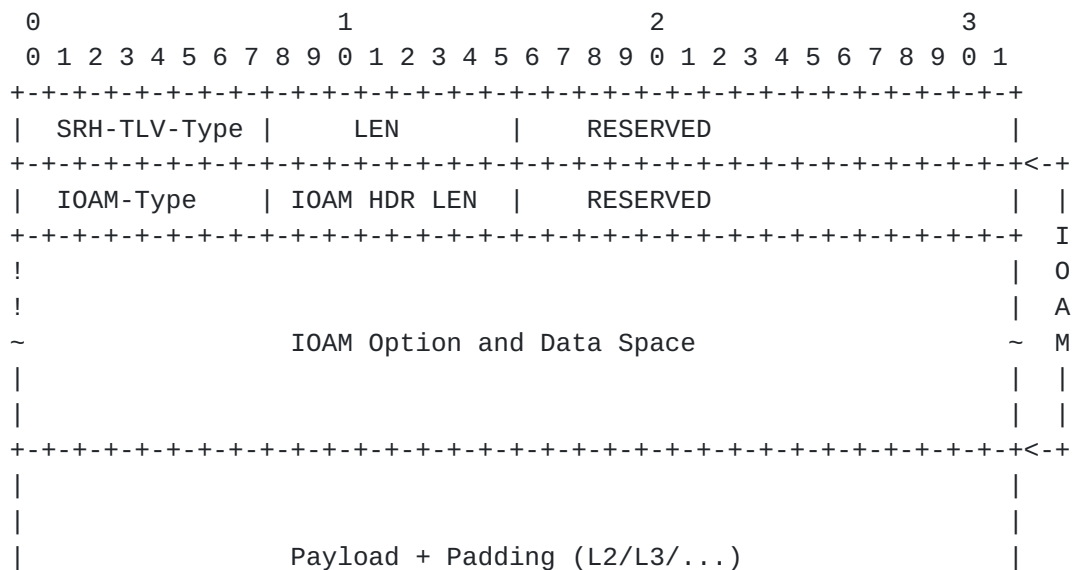 0                   1                   2                   3
 0 1 2 3 4 5 6 7 8 9 0 1 2 3 4 5 6 7 8 9 0 1 2 3 4 5 6 7 8 9 0 1
+-+-+-+-+-+-+-+-+-+-+-+-+-+-+-+-+-+-+-+-+-+-+-+-+-+-+-+-+-+-+-+-+
|  SRH-TLV-Type |     LEN       |    RESERVED                   |
+-+-+-+-+-+-+-+-+-+-+-+-+-+-+-+-+-+-+-+-+-+-+-+-+-+-+-+-+-+-+-+-+<-+
|  IOAM-Type    | IOAM HDR LEN  |    RESERVED                   |  |
+-+-+-+-+-+-+-+-+-+-+-+-+-+-+-+-+-+-+-+-+-+-+-+-+-+-+-+-+-+-+-+-+  I
!                                                               |  O
!                                                               |  A
~                 IOAM Option and Data Space                    ~  M
|                                                               |  |
|                                                               |  |
+-+-+-+-+-+-+-+-+-+-+-+-+-+-+-+-+-+-+-+-+-+-+-+-+-+-+-+-+-+-+-+-+<-+
|                                                               |
|                                                               |
|                 Payload + Padding (L2/L3/...)                 |